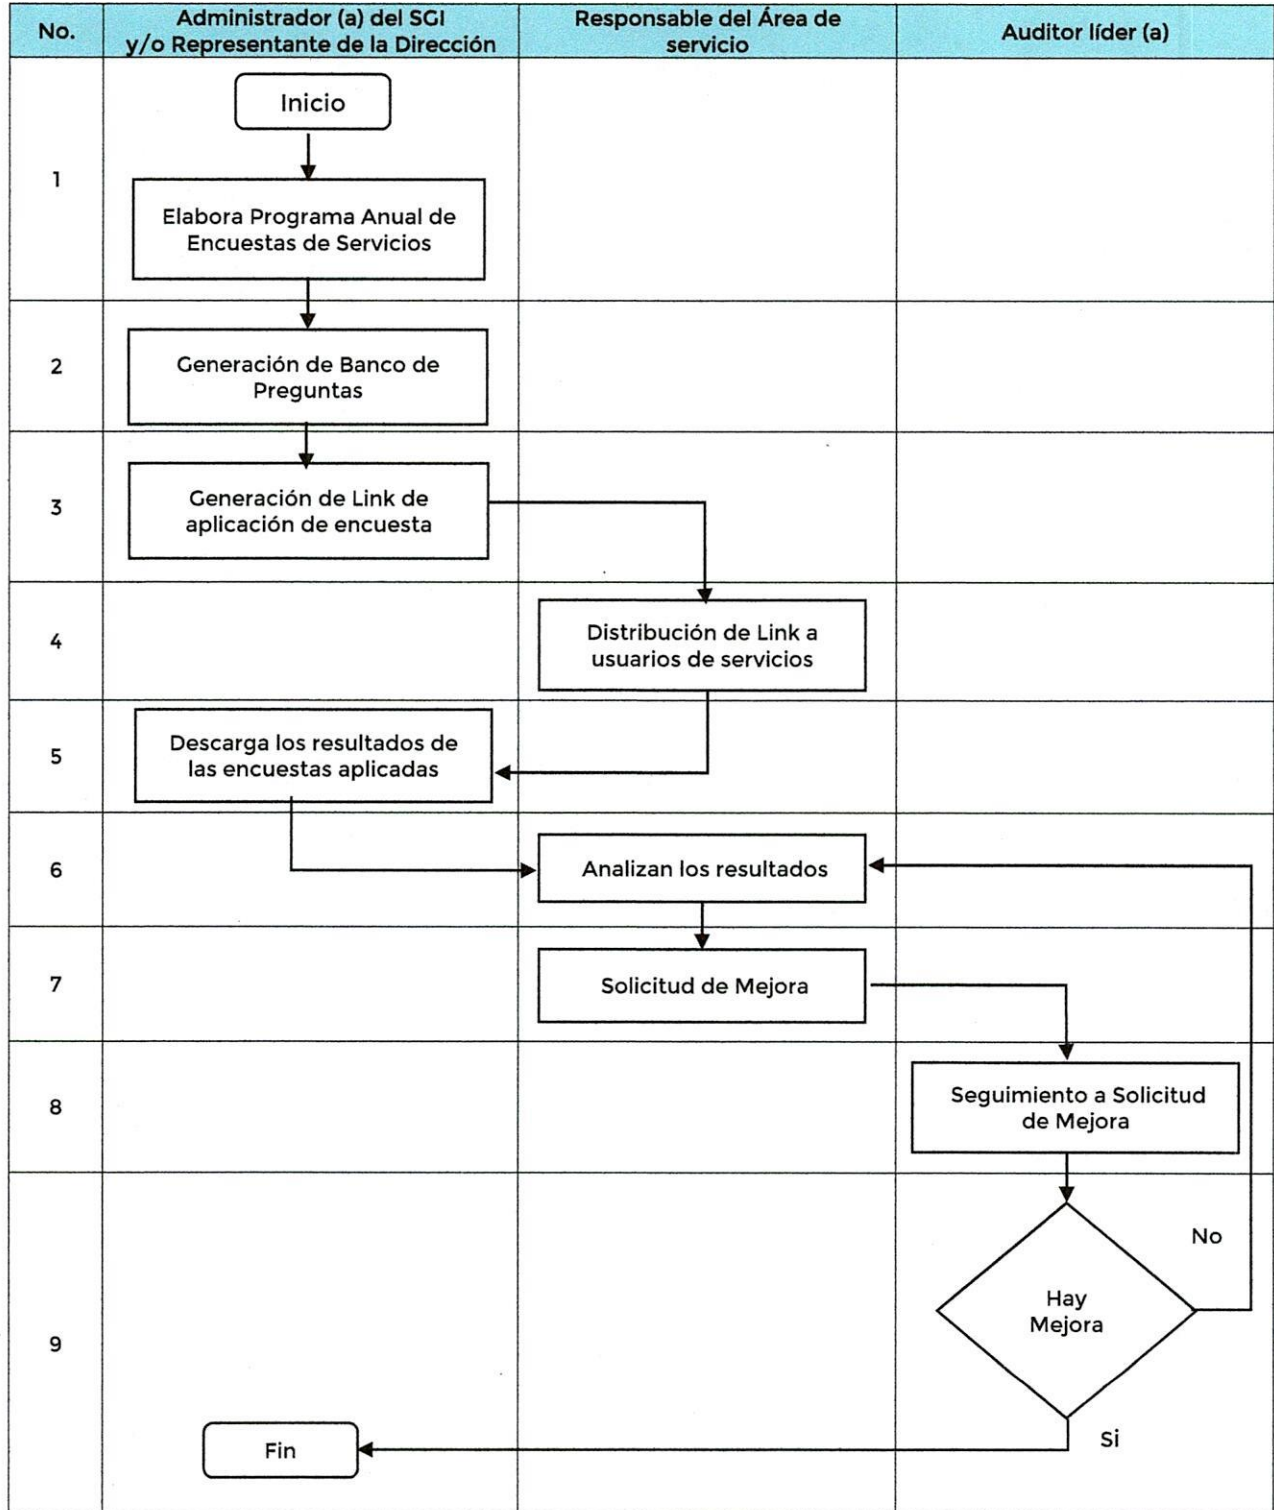 No.
Administrador (a) del SGI
y/o Representante de la Dirección
Responsable del Área de
servicio
Auditor líder (a)
Inicio
1
Elabora Programa Anual de
Encuestas de Servicios
2
Generación de Banco de
Preguntas
3
Generación de Link de
aplicación de encuesta
4
Distribución de Link a
usuarios de servicios
5
Descarga los resultados de
las encuestas aplicadas
6
Analizan los resultados
7
Solicitud de Mejora
8
Seguimiento a Solicitud
de Mejora
No
Hay
Mejora
9
Si
Fin